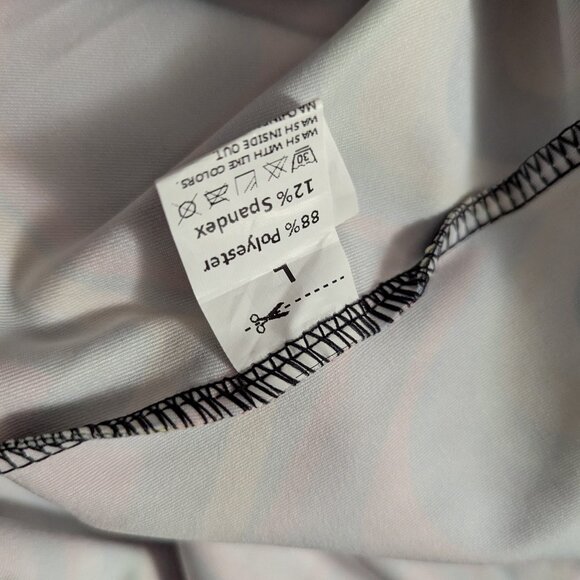 L
88% Polyester
12% Spandex
30
WASH WITH LIKE COLORS.
WASH INSIDE OUT.